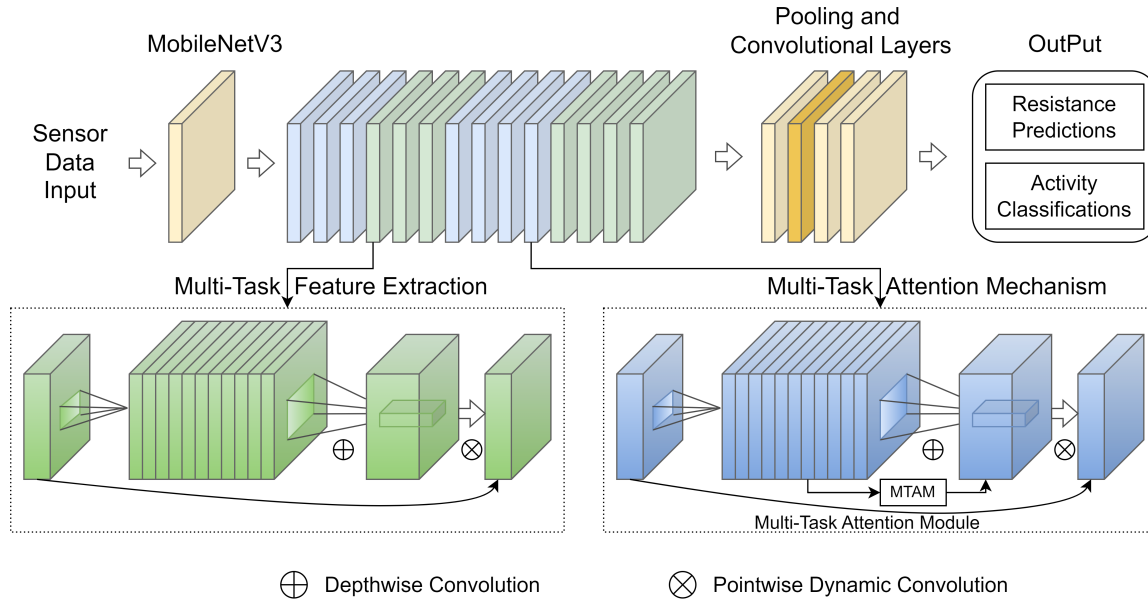 MobileNetV3
Pooling and
Convolutional Layers
OutPut
Sensor
Data
Input
Resistance
Predictions
Activity
Classifications
Multi-Task Feature Extraction
Multi-Task Attention Mechanism
MTAM
Multi-Task Attention Module
Depthwise Convolution
Pointwise Dynamic Convolution